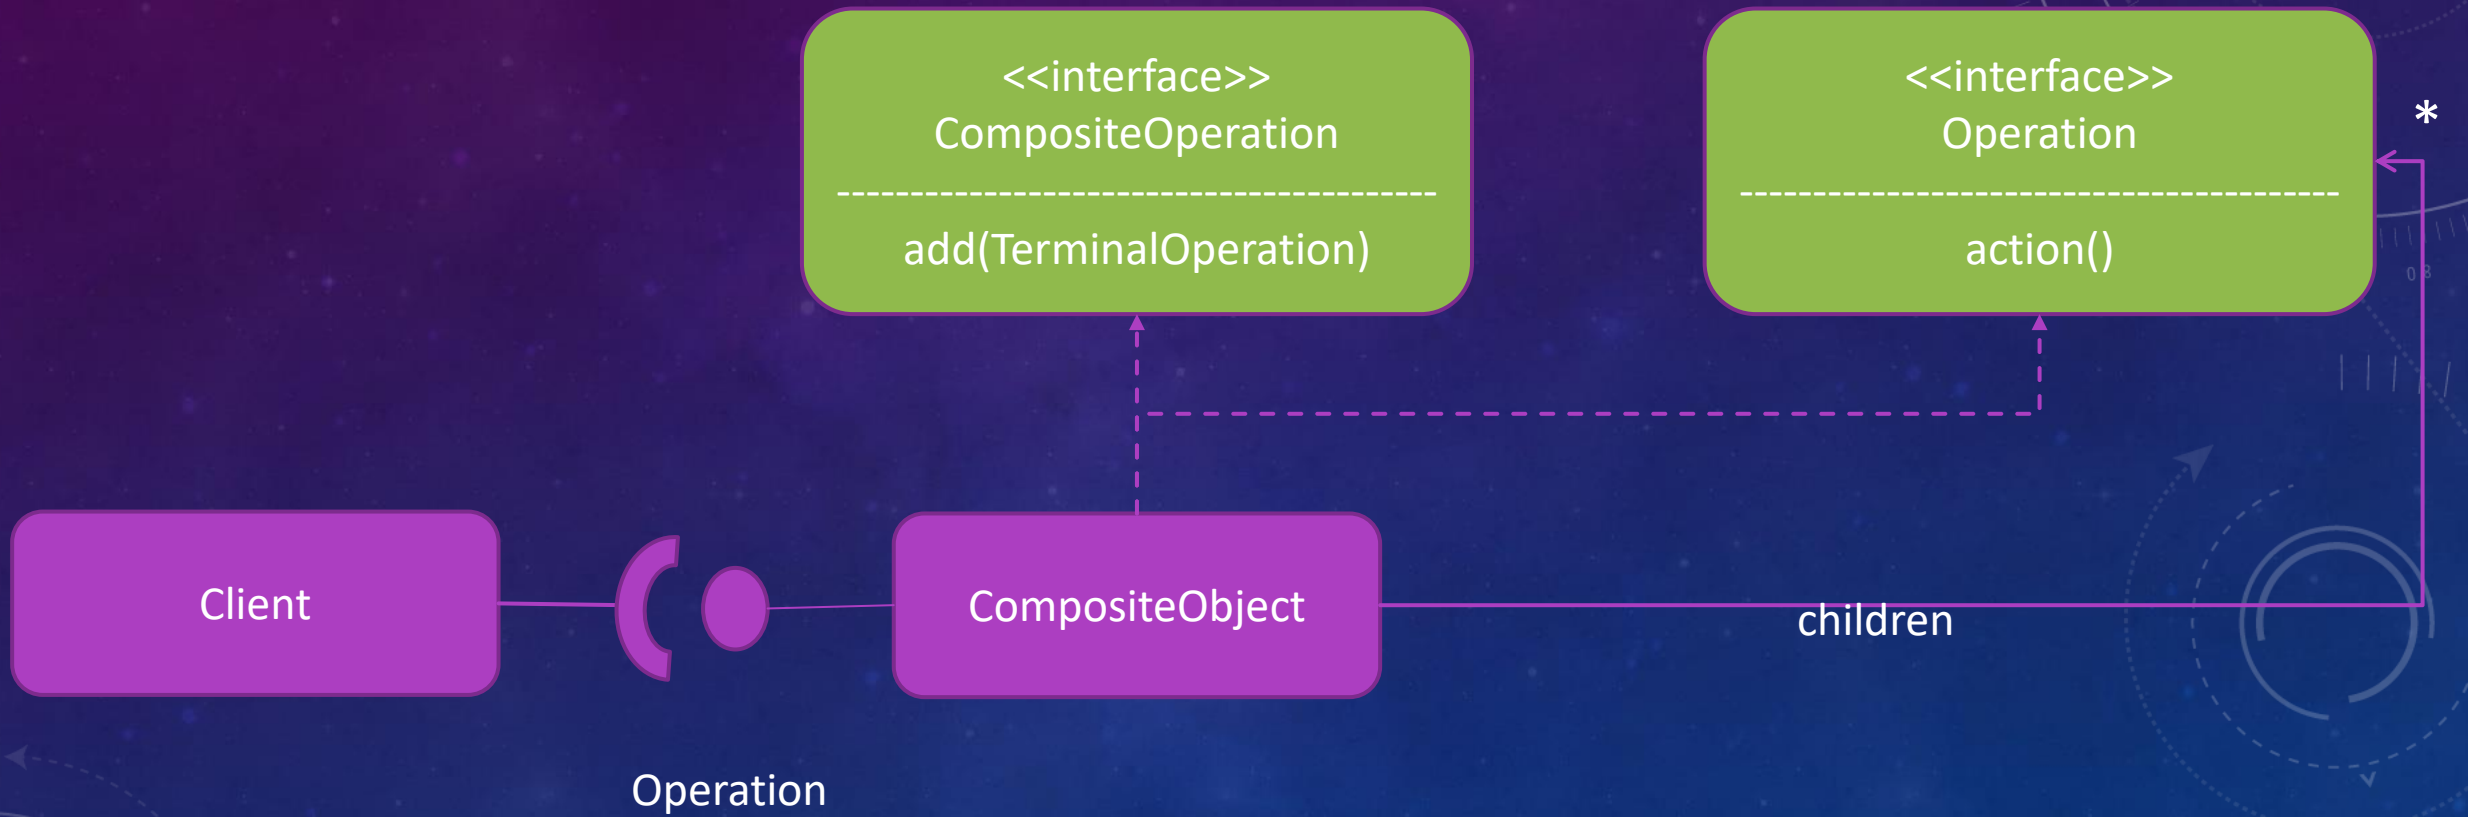 <<interface>>
CompositeOperation
-----------------------------------------
add(TerminalOperation)
<<interface>>
Operation
-----------------------------------------
action()
*
Client
CompositeObject
children
Operation